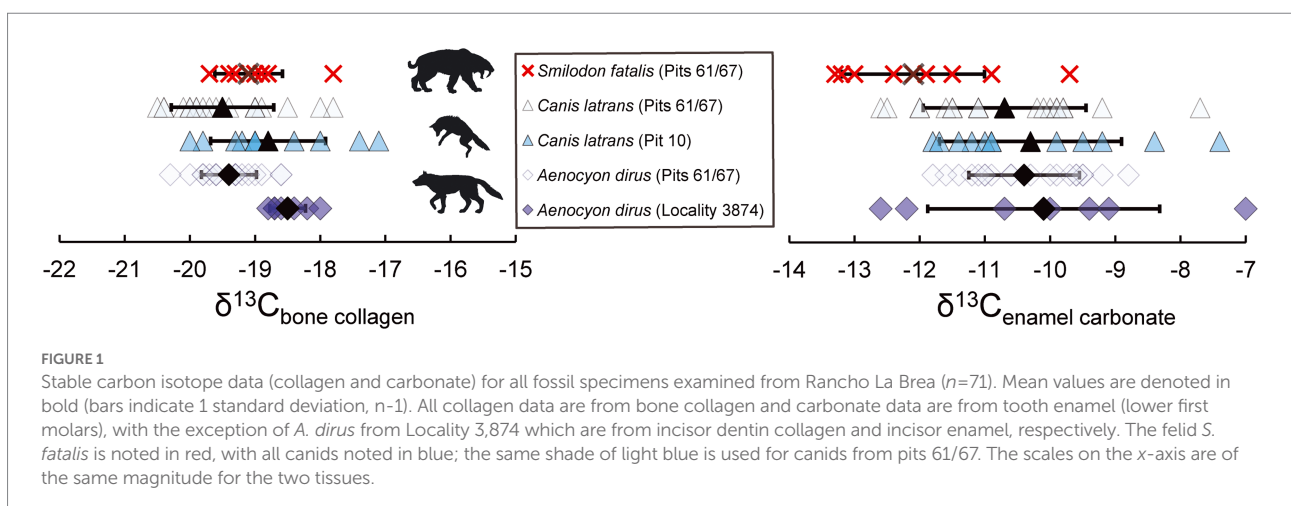 Smilodon fatalis (Pits 61/67)
Canis latrans (Pits 61/67)
Canis latrans (Pit 10)
Aenocyon dirus (Pits 61/67)
Aenocyon dirus (Locality 3874)
-22 -21 -20 -19 -18 -17 -16 -15
δ13C bone collagen
-14 -13 -12 -11 -10 -9 -8 -7
δ13C enamel carbonate
FIGURE 1
Stable carbon isotope data (collagen and carbonate) for all fossil specimens examined from Rancho La Brea (n=71). Mean values are denoted in
bold (bars indicate 1 standard deviation, n-1). All collagen data are from bone collagen and carbonate data are from tooth enamel (lower first
molars), with the exception of A. dirus from Locality 3,874 which are from incisor dentin collagen and incisor enamel, respectively. The felid S.
fatalis is noted in red, with all canids noted in blue; the same shade of light blue is used for canids from pits 61/67. The scales on the x-axis are of
the same magnitude for the two tissues.